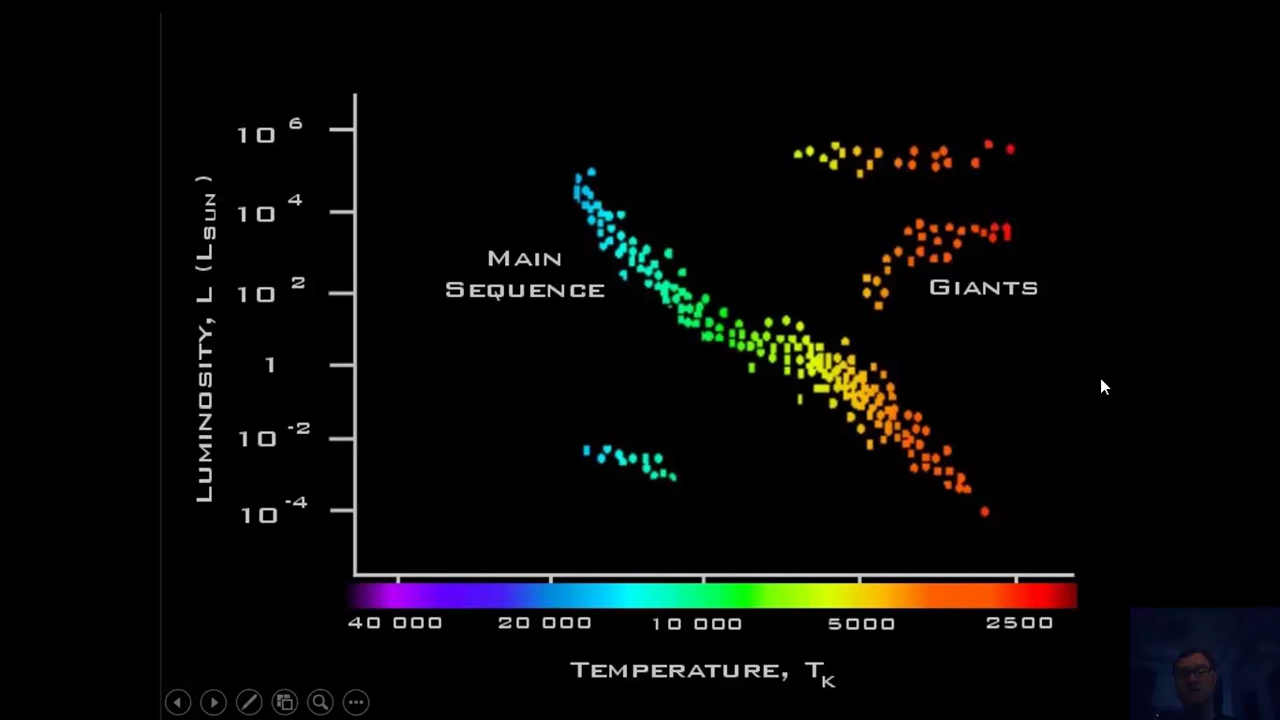 10 6
10 4
10 2
1
10 -2
10 -4
LUMINOSITY, L (LSUN)
MAIN
SEQUENCE
GIANTS
40 000 20 000 10 000 5000 2500
TEMPERATURE, TK